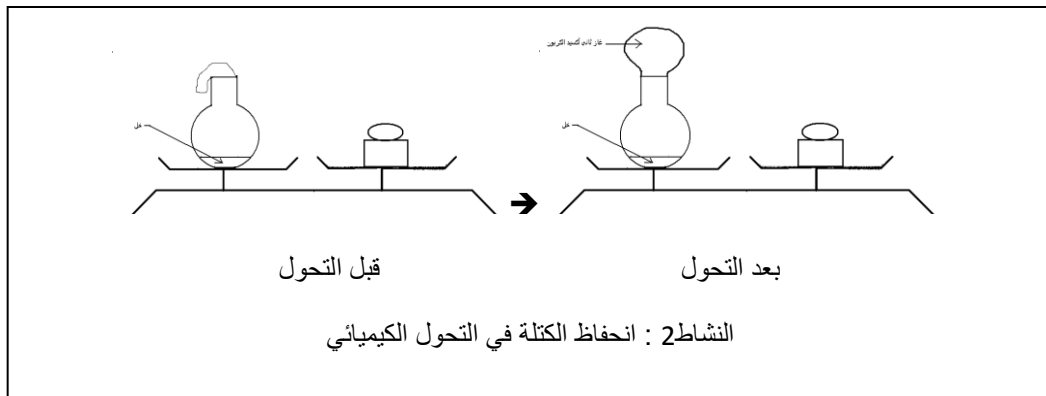 غاز ثاني أكسيد الكربون
خل
خل
قبل التحول
بعد التحول
النشاط2 : انحفاظ الكتلة في التحول الكيميائي